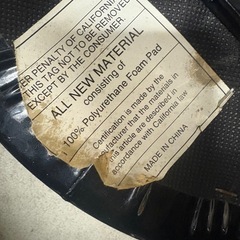 ER PENALTY OF CALIFORNIA
THIS TAG NOT TO BE REMOVED
EXCEPT BY THE CONSUMER.
ALL NEW MATERIAL
consisting of
100% Polyurethane Foam Pad
Certification is made by the
manufacturer that the materials in
this article are described in
accordance with California law
MADE IN CHINA